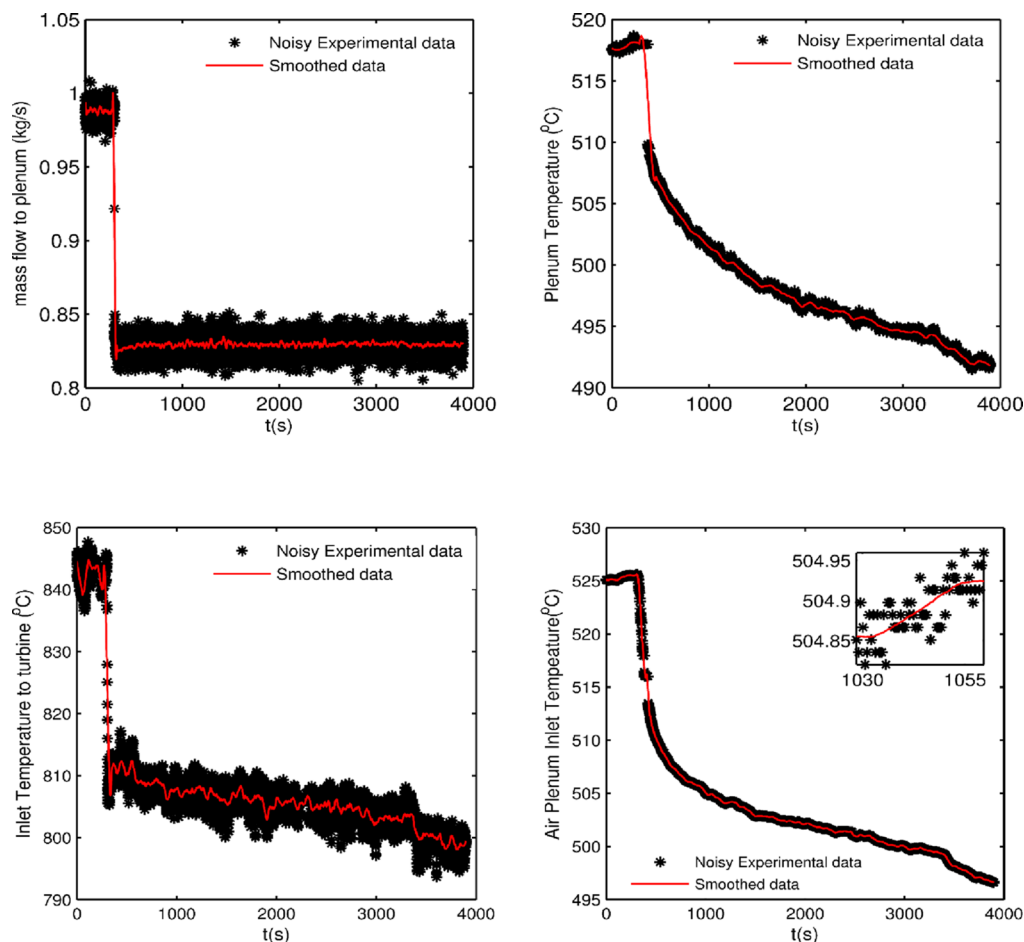 1.05
1
0.95
0.9
0.85
0.8
mass flow to plenum (kg/s)
Noisy Experimental data
Smoothed data
0 1000 2000 3000 4000
t(s)
520
515
510
505
500
495
490
Plenum Temperature (⁰C)
Noisy Experimental data
Smoothed data
0 1000 2000 3000 4000
t(s)
850
840
830
820
810
800
790
Inlet Temperature to turbine (⁰C)
Noisy Experimental data
Smoothed data
0 1000 2000 3000 4000
t(s)
530
525
520
515
510
505
500
495
Air Plenum Inlet Tempeature(⁰C)
504.95
504.9
504.85
1030 1055
Noisy Experimental data
Smoothed data
0 1000 2000 3000 4000
t(s)